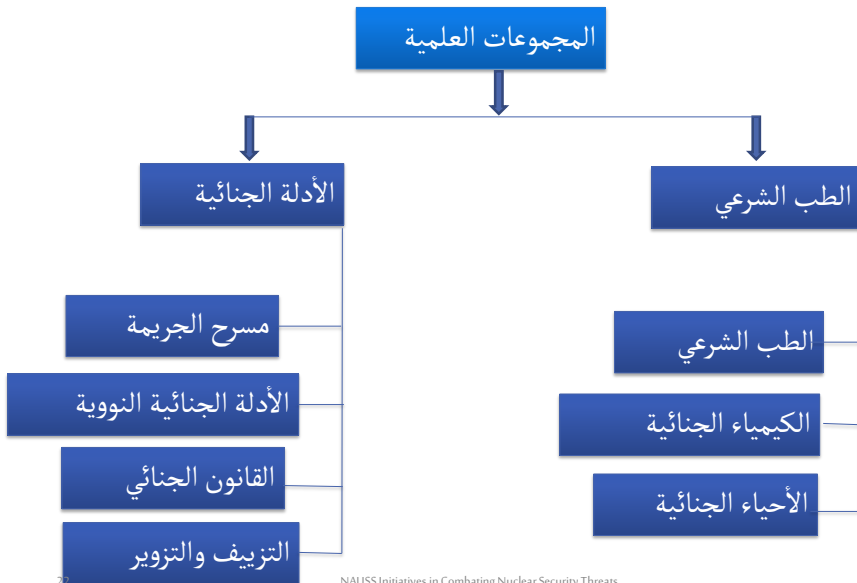 المجموعات العلمية
الطب الشرعي
الطب الشرعي
الكيمياء الجنائية
الأحياء الجنائية
الأدلة الجنائية
مسرح الجريمة
الأدلة الجنائية النووية
القانون الجنائي
التزييف والتزوير
22
NAUSS Initiatives in Combating Nuclear Security Threats